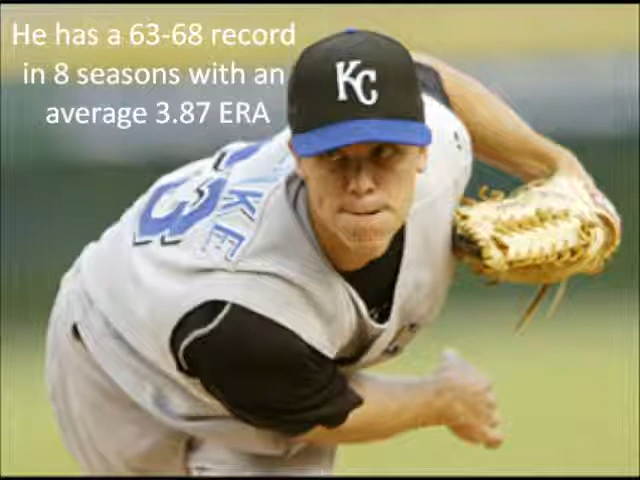 He has a 63-68 record
in 8 seasons with an
average 3.87 ERA
KC